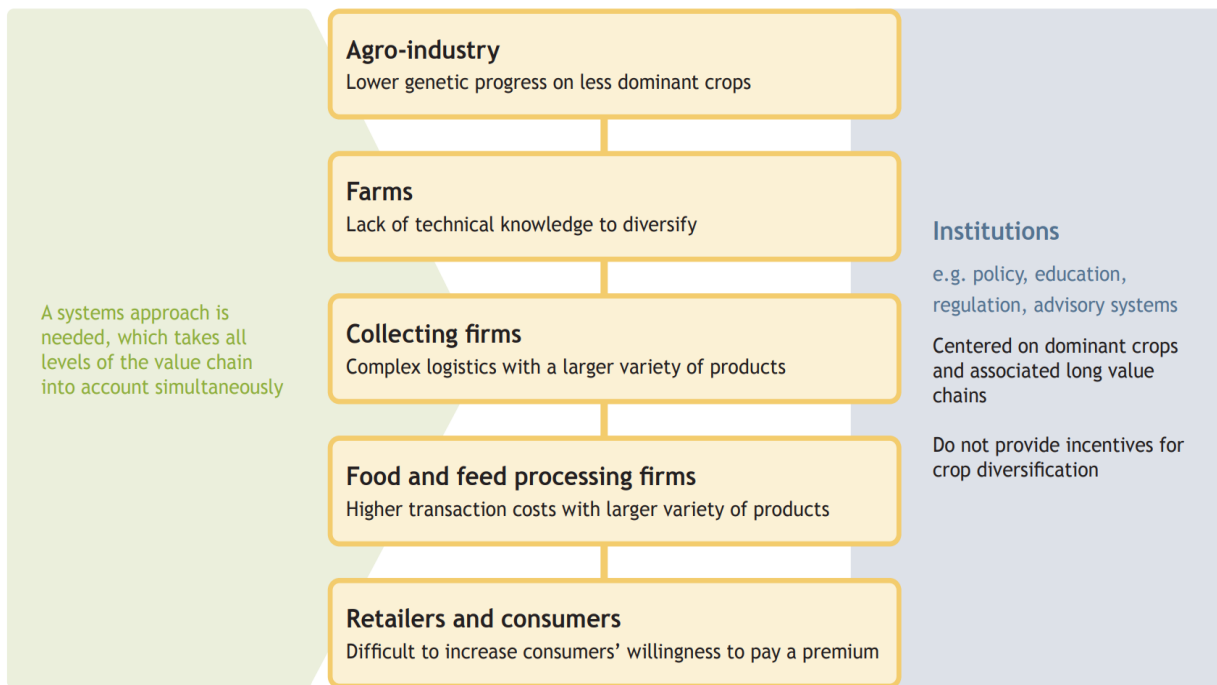 Agro-industry
Lower genetic progress on less dominant crops
Farms
Lack of technical knowledge to diversify
Collecting firms
Complex logistics with a larger variety of products
Food and feed processing firms
Higher transaction costs with larger variety of products
Retailers and consumers
Difficult to increase consumers’ willingness to pay a premium
A systems approach is
needed, which takes all
levels of the value chain
into account simultaneously
Institutions
e.g. policy, education,
regulation, advisory systems
Centered on dominant crops
and associated long value
chains
Do not provide incentives for
crop diversification